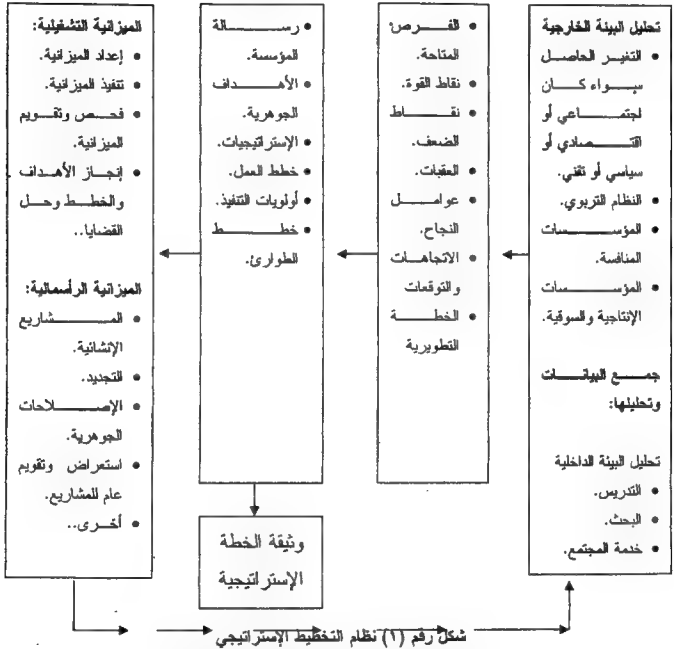 تحليل البيئة الخارجية
• التغير الحاصل
سواء كان
اجتماعي أو
اقتصادي أو
سياسي أو تقني.
• النظام التربوي.
• المؤسسات
المنافسة.
• المؤسسات
الإنتاجية والسوقية.
جمع البيانات
وتحليلها:
تحليل البيئة الداخلية
• التدريس.
• البحث.
• خدمة المجتمع.
• الفرص
المتاحة.
• نقاط القوة.
• نقاط
الضعف.
• العقبات.
• عوامل
النجاح.
• الاتجاهات
والتوقعات
• الخطة
التطويرية
• رسالة
المؤسسة.
• الأهداف
الجوهرية.
• الإستراتيجيات.
• خطط العمل.
• أولويات التنفيذ.
• خطط
الطوارئ.
وثيقة الخطة
الإستراتيجية
الميزانية التشغيلية:
• إعداد الميزانية.
• تنفيذ الميزانية.
• فحص وتقويم
الميزانية.
• إنجاز الأهداف
والخطط وحل
القضايا..
الميزانية الرأسمالية:
• المشاريع
الإنشائية.
• التجديد.
• الإصلاحات
الجوهرية.
• استعراض وتقويم
عام للمشاريع.
• أخرى..
شكل رقم (١) نظام التخطيط الإستراتيجي